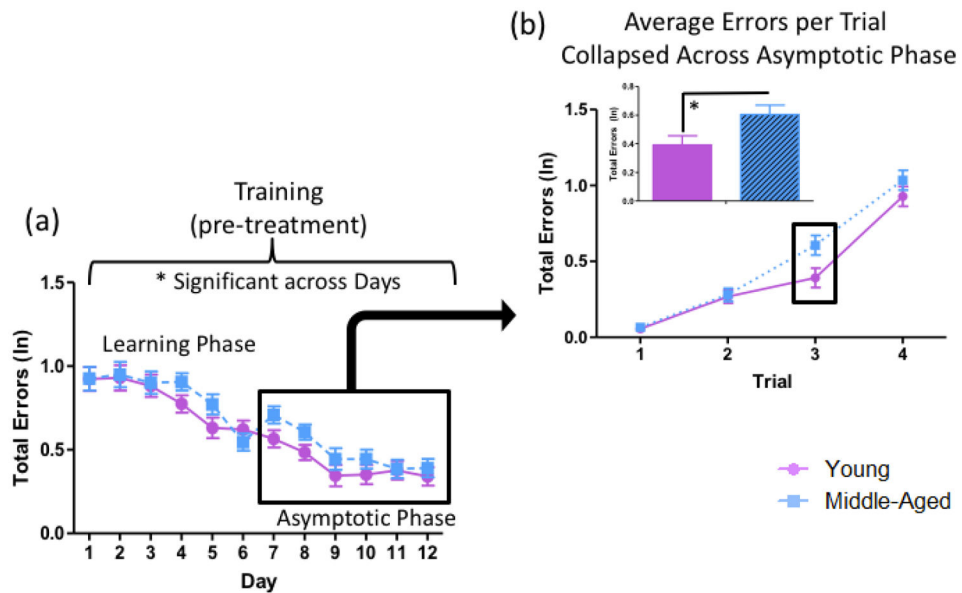 (b)
Average Errors per Trial
Collapsed Across Asymptotic Phase
Total Errors (ln)
0.8
0.6
0.4
0.2
0.0
*
Total Errors (ln)
1.5
1.0
0.5
0.0
1 2 3 4
Trial
(a)
Training
(pre-treatment)
* Significant across Days
Learning Phase
Total Errors (ln)
1.5
1.0
0.5
0.0
Asymptotic Phase
1 2 3 4 5 6 7 8 9 10 11 12
Day
Young
Middle-Aged